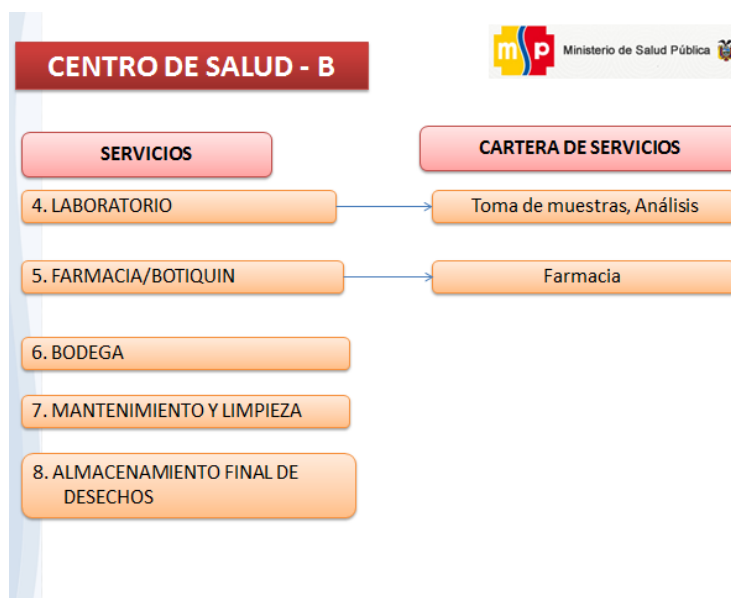 CENTRO DE SALUD - B
msp Ministerio de Salud Pública
SERVICIOS
CARTERA DE SERVICIOS
4. LABORATORIO
Toma de muestras, Análisis
5. FARMACIA/BOTIQUIN
Farmacia
6. BODEGA
7. MANTENIMIENTO Y LIMPIEZA
8. ALMACENAMIENTO FINAL DE
DESECHOS